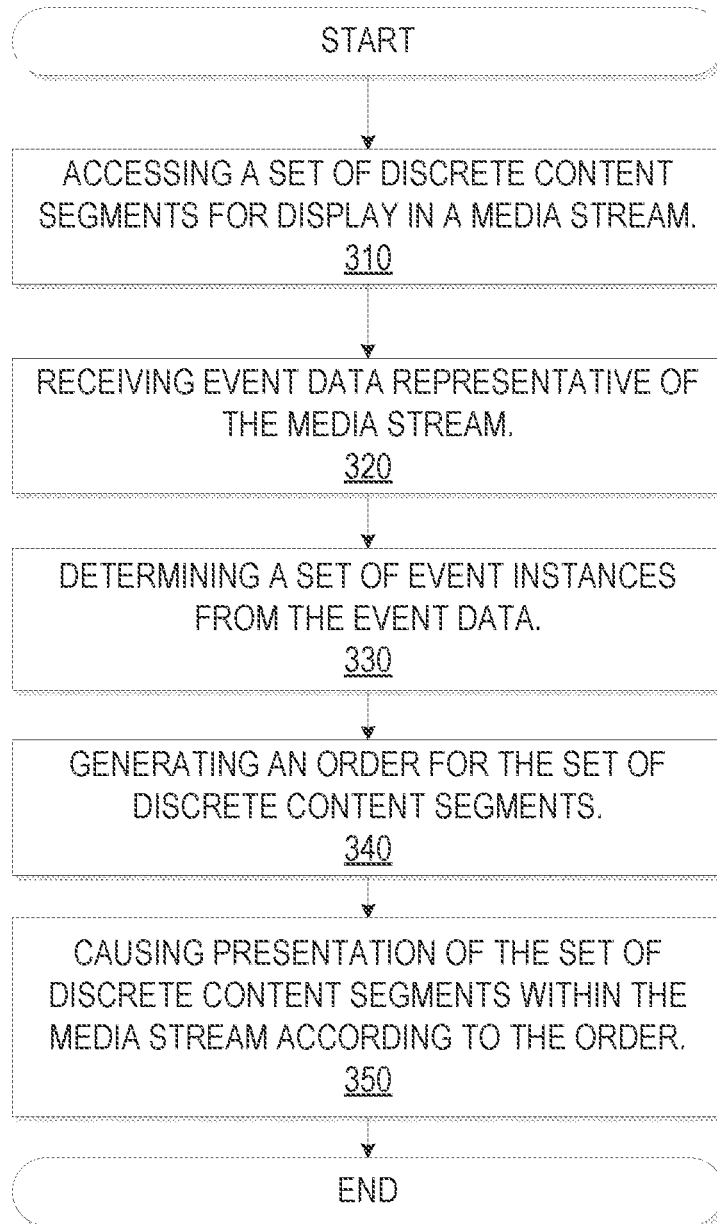 START
ACCESSING A SET OF DISCRETE CONTENT
SEGMENTS FOR DISPLAY IN A MEDIA STREAM.
310
RECEIVING EVENT DATA REPRESENTATIVE OF
THE MEDIA STREAM.
320
DETERMINING A SET OF EVENT INSTANCES
FROM THE EVENT DATA.
330
GENERATING AN ORDER FOR THE SET OF
DISCRETE CONTENT SEGMENTS.
340
CAUSING PRESENTATION OF THE SET OF
DISCRETE CONTENT SEGMENTS WITHIN THE
MEDIA STREAM ACCORDING TO THE ORDER.
350
END